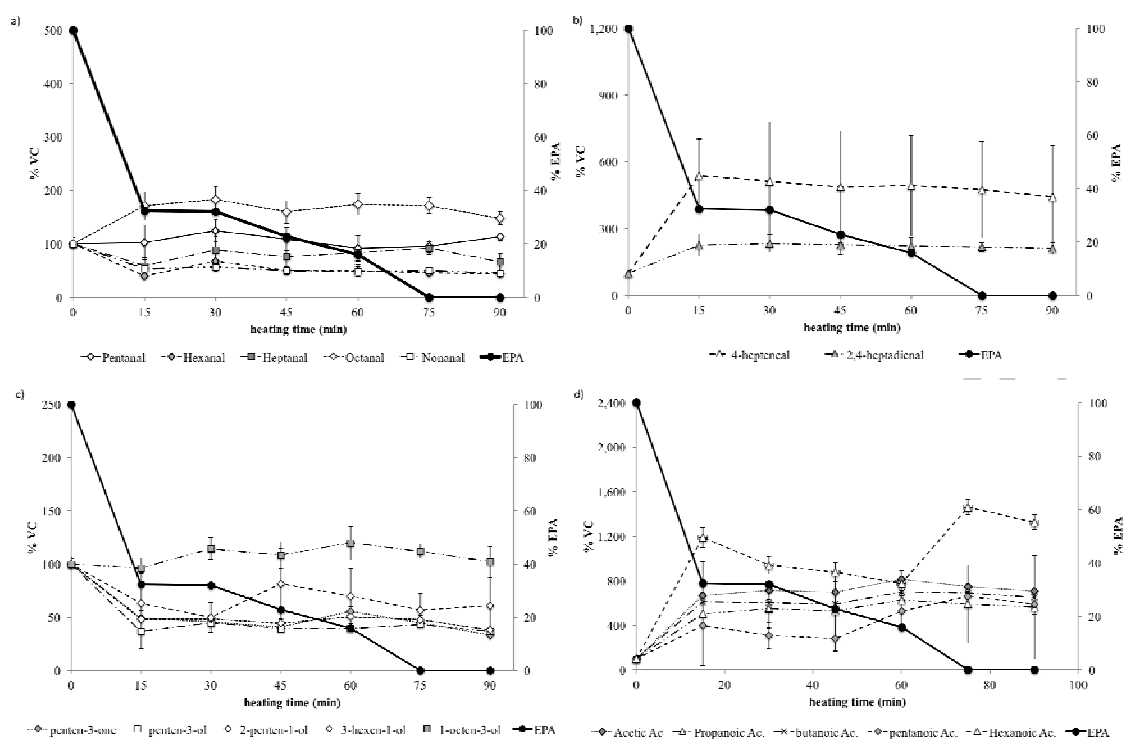 a)
500
400
300
200
100
0
% VC
100
80
60
40
20
0
% EPA
0 15 30 45 60 75 90
heating time (min)
Pentanal Hexanal Heptanal Octanal Nonanal EPA
b)
1,200
900
600
300
0
% VC
100
80
60
40
20
0
% EPA
0 15 30 45 60 75 90
heating time (min)
4-heptenal 2,4-heptadienal EPA
c)
250
200
150
100
50
0
% VC
100
80
60
40
20
0
% EPA
0 15 30 45 60 75 90
heating time (min)
penten-3-one penten-3-ol 2-penten-1-ol 3-hexen-1-ol 1-octen-3-ol EPA
d)
2,400
2,000
1,600
1,200
800
400
0
% VC
100
80
60
40
20
0
% EPA
0 20 40 60 80 100
heating time (min)
Acetic Ac Propanoic Ac. butanoic Ac. pentanoic Ac. Hexanoic Ac. EPA